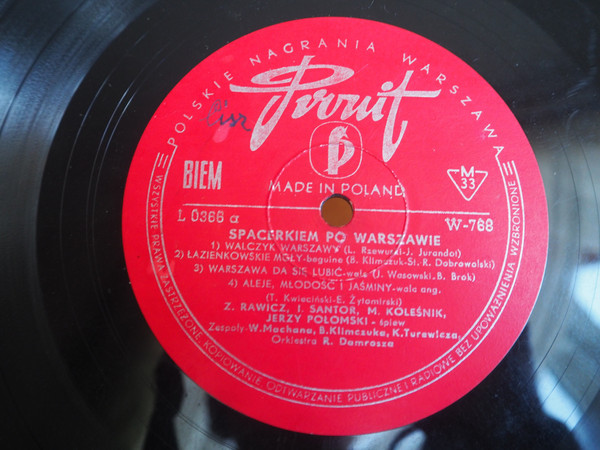 POLSKIE NAGRANIA WARSZAWA
Pronit
P
BIEM
MADE IN POLAND
M
33
L 0366 α
W-768
SPACERKIEM PO WARSZAWIE
1) WALCZYK WARSZAWY (L. Rzewuski-J. Jurandot)
2) ŁAZIENKOWSKIE MGŁY-beguine (B. Klimczuk-St. R. Dobrowolski)
3) WARSZAWA DA SIĘ LUBIĆ-walc (J. Wasowski-B. Brok)
4) ALEJE, MŁODOŚĆ I JAŚMINY-walc ang.
(T. Kwieciński-E. Żytomirski)
Z. RAWICZ, I. SANTOR, M. KOLEŚNIK,
JERZY POŁOMSKI - śpiew
Zespoły-W.Machana, B.Klimczuka, K.Turewicza,
Orkiestra R. Damrosza
WSZYSTKIE PRAWA ZASTRZEŻONE. KOPIOWANIE ODTWARZANIE PUBLICZNE I RADIOWE BEZ UPOWAŻNIENIA WZBRONIONE